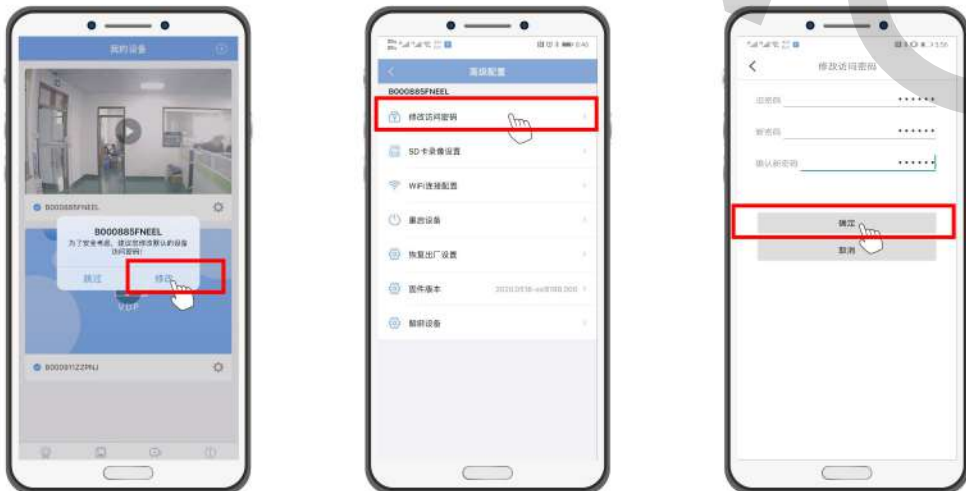 我的设备
B000885FNEEL
B000885FNEEL
为了安全考虑，建议您修改默认的设备
访问密码!
跳过
修改
VDP
B000811ZZPNJ
高级配置
B000885FNEEL
修改访问密码
SD卡录像设置
WiFi连接配置
重启设备
恢复出厂设置
固件版本
解绑设备
修改访问密码
旧密码
新密码
确认新密码
确定
取消